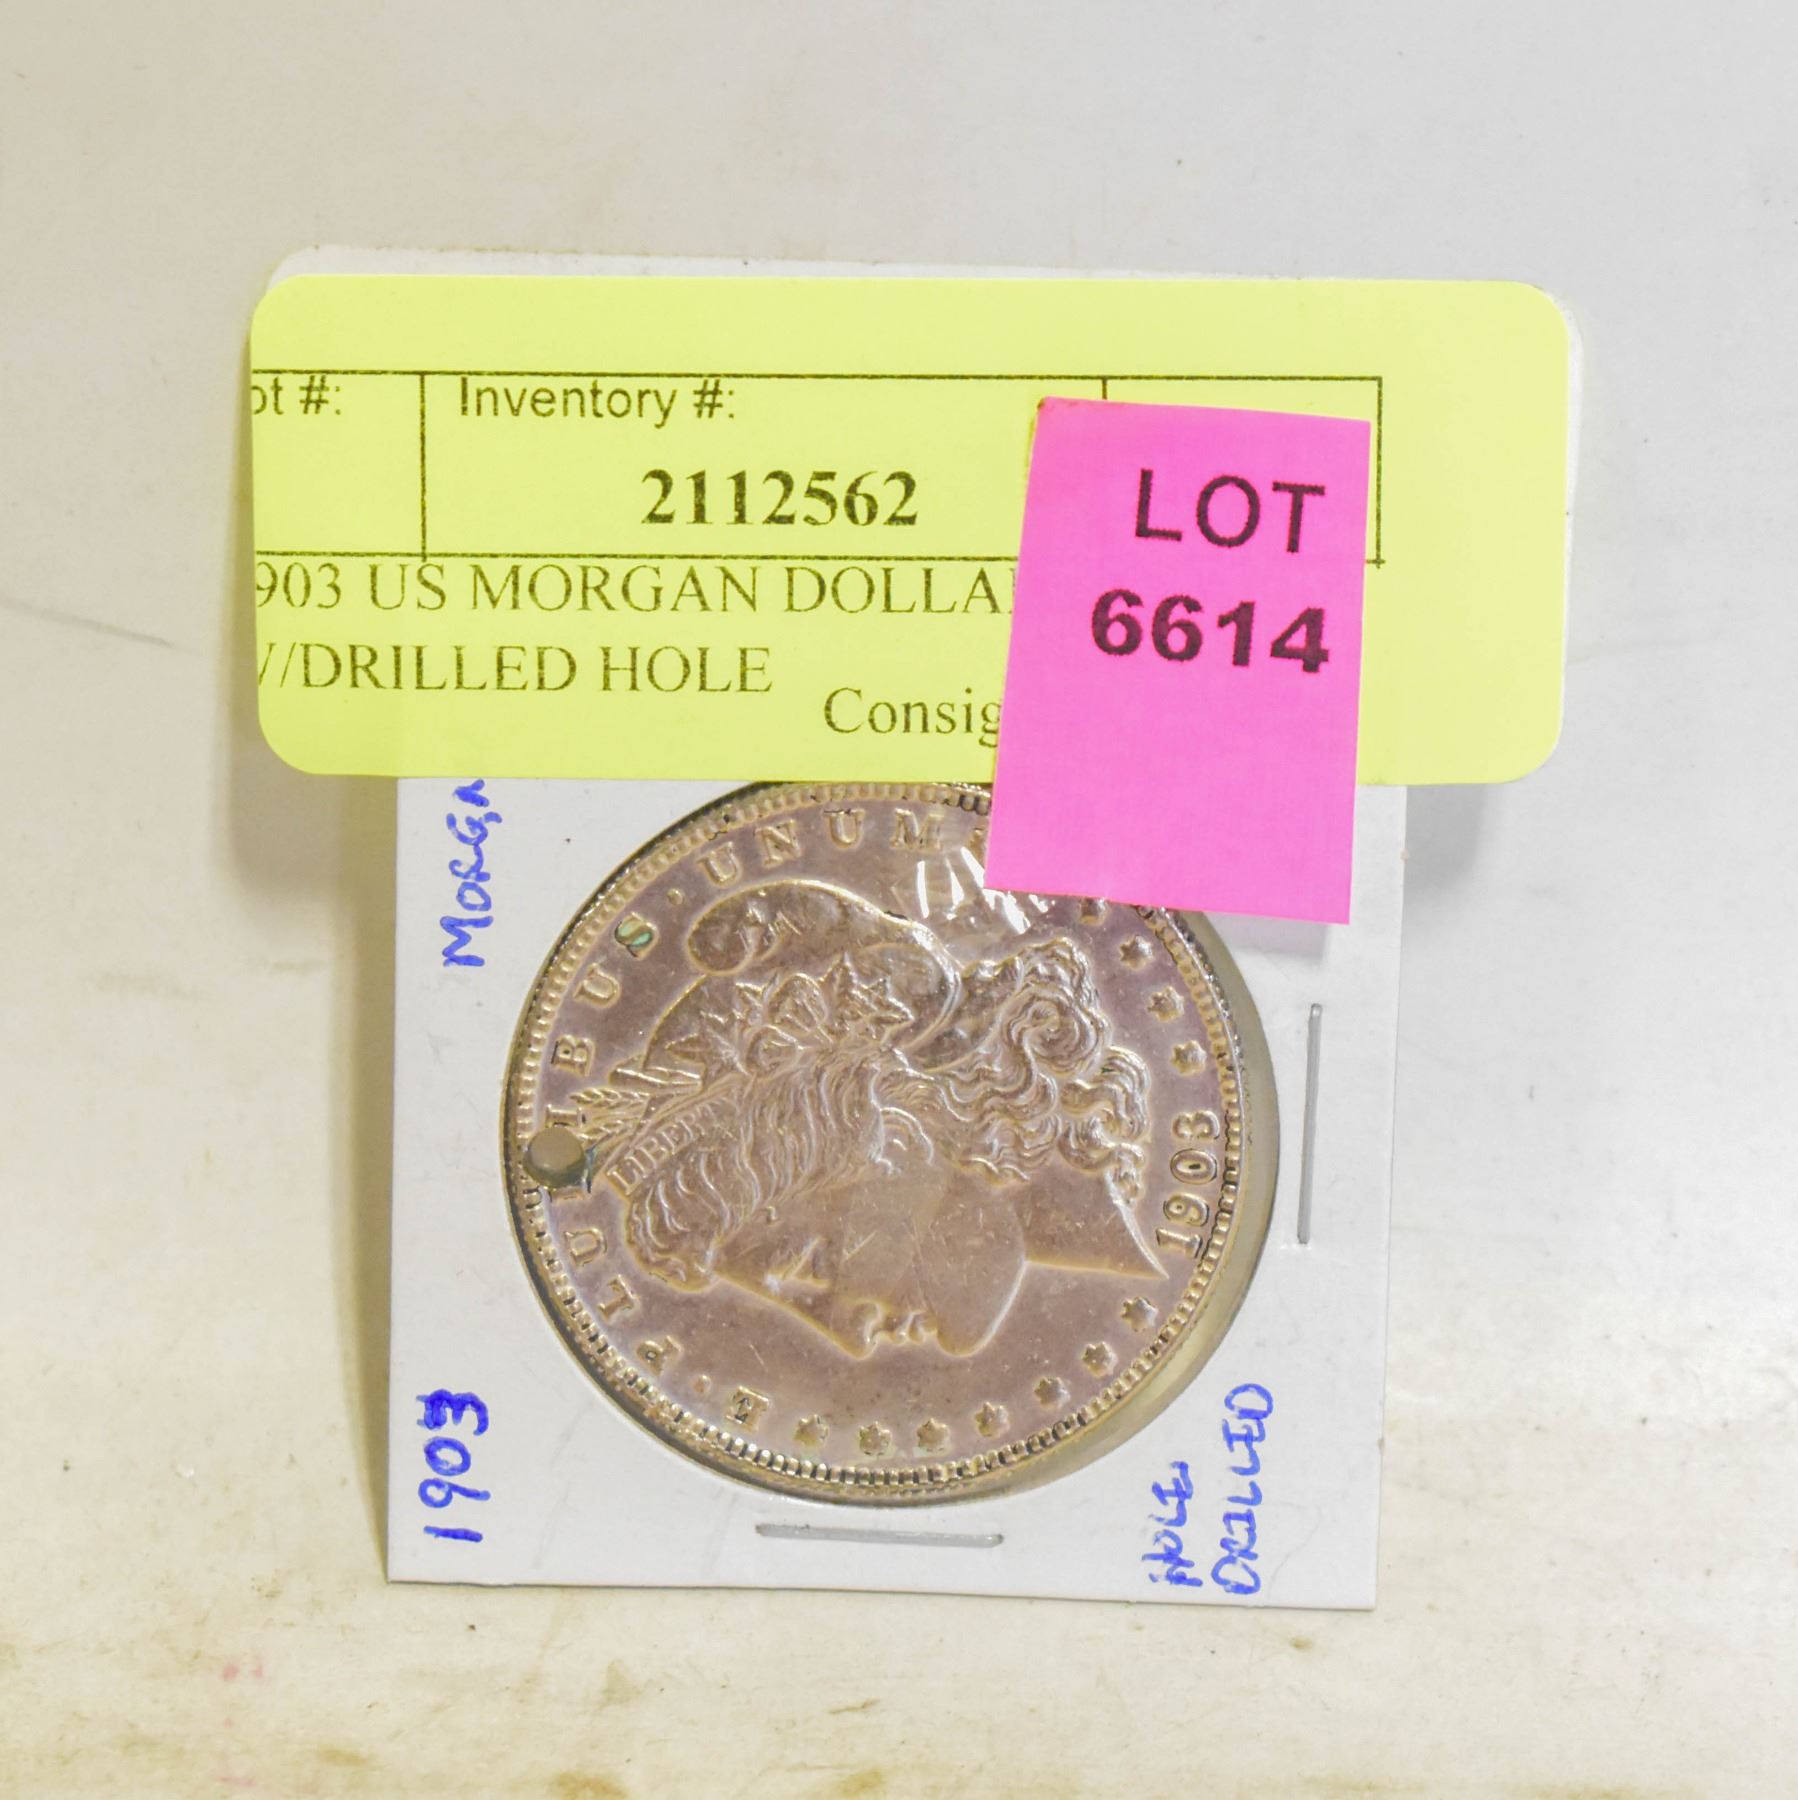 ot #:
Inventory #:
2112562
903 US MORGAN DOLLA
//DRILLED HOLE
Consig
LOT
6614
MORGA
1903
HOLE
DRILLED
E · PLURIBUS · UNUM
LIBERTY
1903